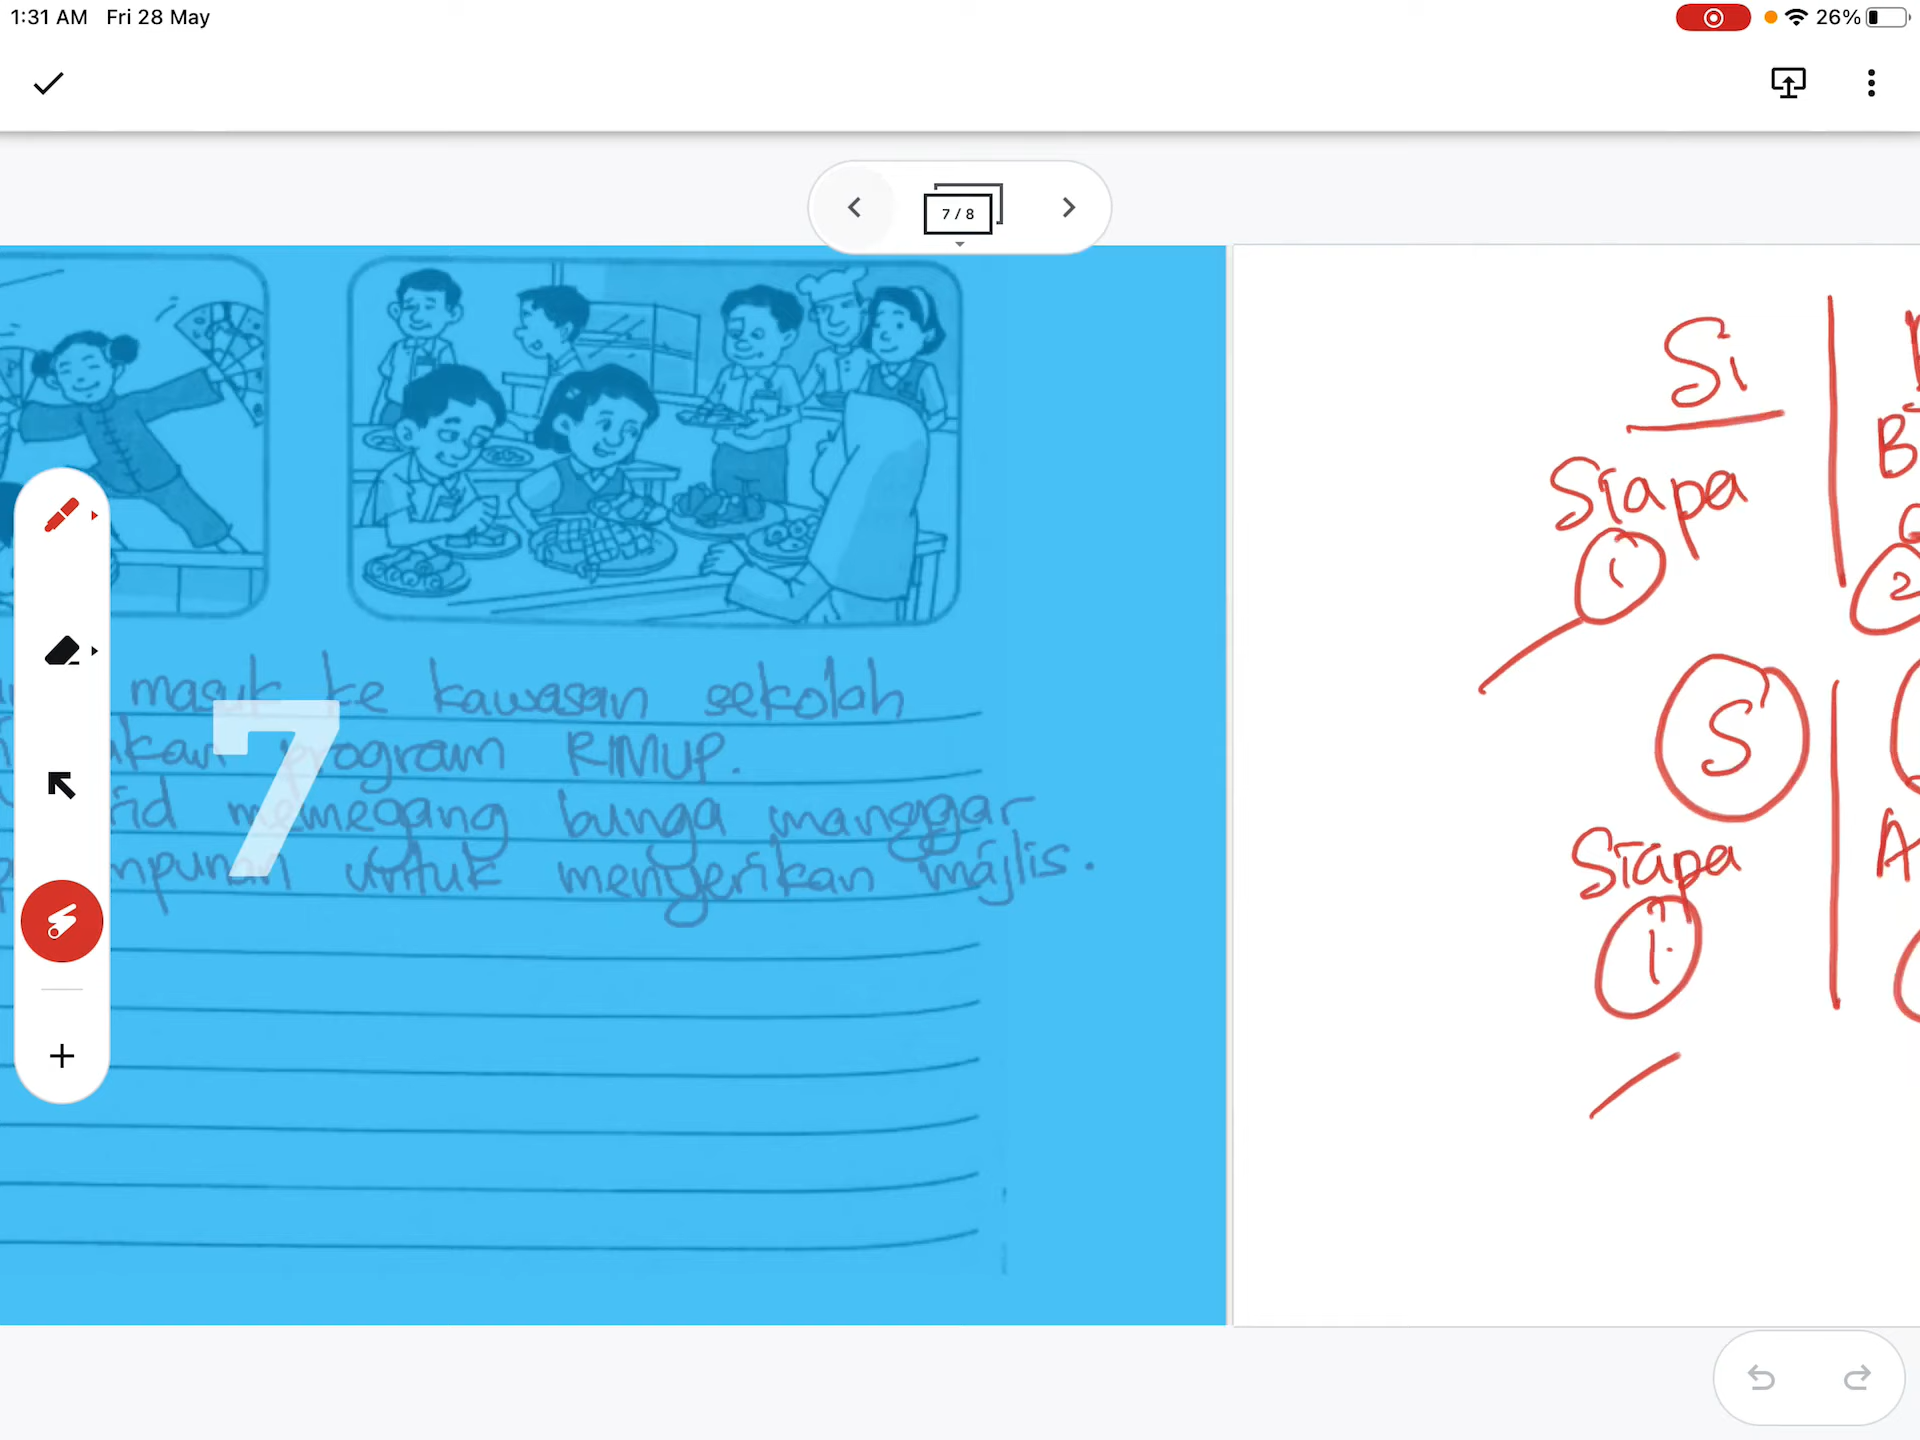 1:31 AM Fri 28 May
26%
7 / 8
masuk ke kawasan sekolah
program RIMUP.
memegang bunga manggar
untuk menyerikan majlis.
7
Si
Siapa
1
B
2
S
Siapa
1
A